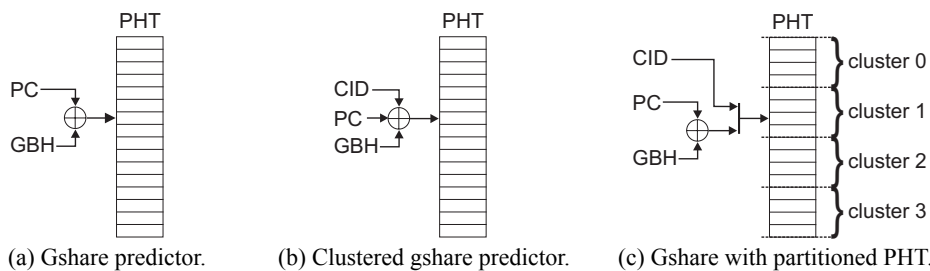 PHT
PC
GBH
(a) Gshare predictor.
PHT
CID
PC
GBH
(b) Clustered gshare predictor.
PHT
CID
PC
GBH
cluster 0
cluster 1
cluster 2
cluster 3
(c) Gshare with partitioned PHT.